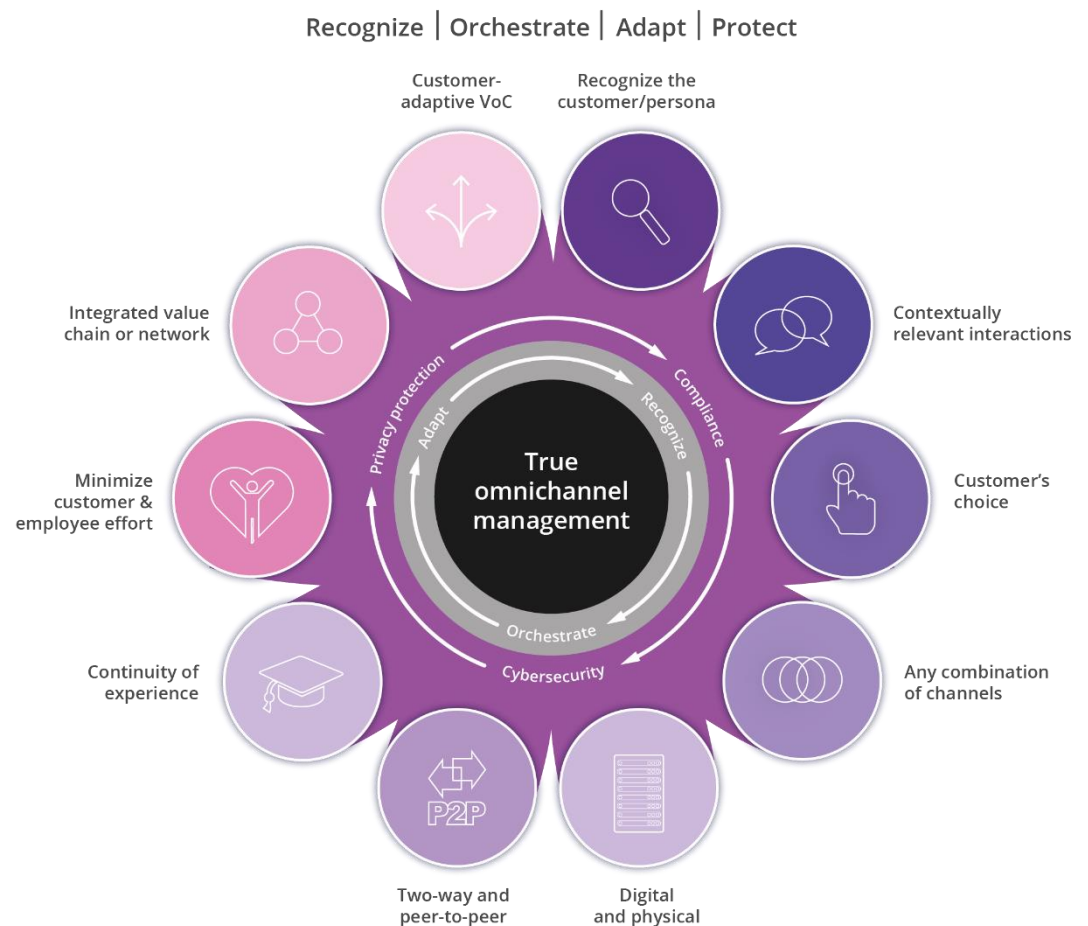 Recognize | Orchestrate | Adapt | Protect
Customer-
adaptive VoC
Recognize the
customer/persona
Contextually
relevant interactions
Customer’s
choice
Any combination
of channels
Digital
and physical
Two-way and
peer-to-peer
P2P
Continuity of
experience
Minimize
customer &
employee effort
Integrated value
chain or network
Privacy protection
Compliance
Cybersecurity
Adapt
Recognize
Orchestrate
True
omnichannel
management